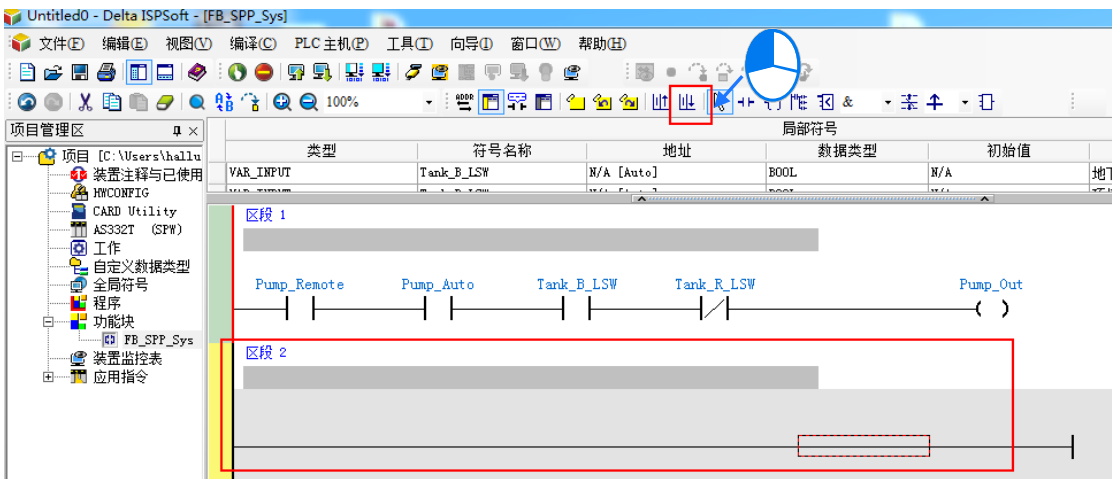 Untitled0 - Delta ISPSoft - [FB_SPP_Sys]
文件(F) 编辑(E) 视图(V) 编译(C) PLC 主机(P) 工具(T) 向导(I) 窗口(W) 帮助(H)
100%
项目管理区
局部符号
类型 符号名称 地址 数据类型 初始值
VAR_INPUT Tank_B_LSW N/A [Auto] BOOL N/A
项目 [C:\Users\hallu
装置注释与已使用
HWCONFIG
CARD Utility
AS332T (SPW)
工作
自定义数据类型
全局符号
程序
功能块
FB_SPP_Sys
装置监控表
应用指令
区段 1
Pump_Remote Pump_Auto Tank_B_LSW Tank_R_LSW Pump_Out
区段 2